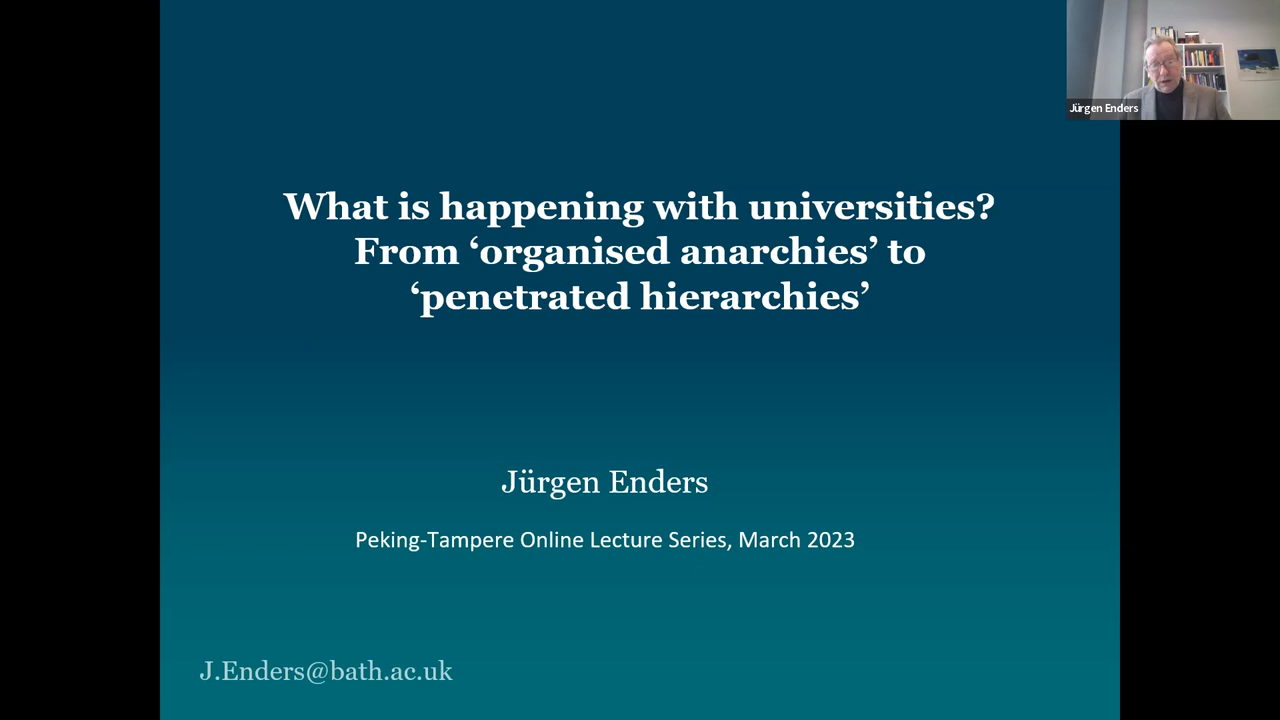 Jürgen Enders
What is happening with universities?
From ‘organised anarchies’ to
‘penetrated hierarchies’
Jürgen Enders
Peking-Tampere Online Lecture Series, March 2023
J.Enders@bath.ac.uk